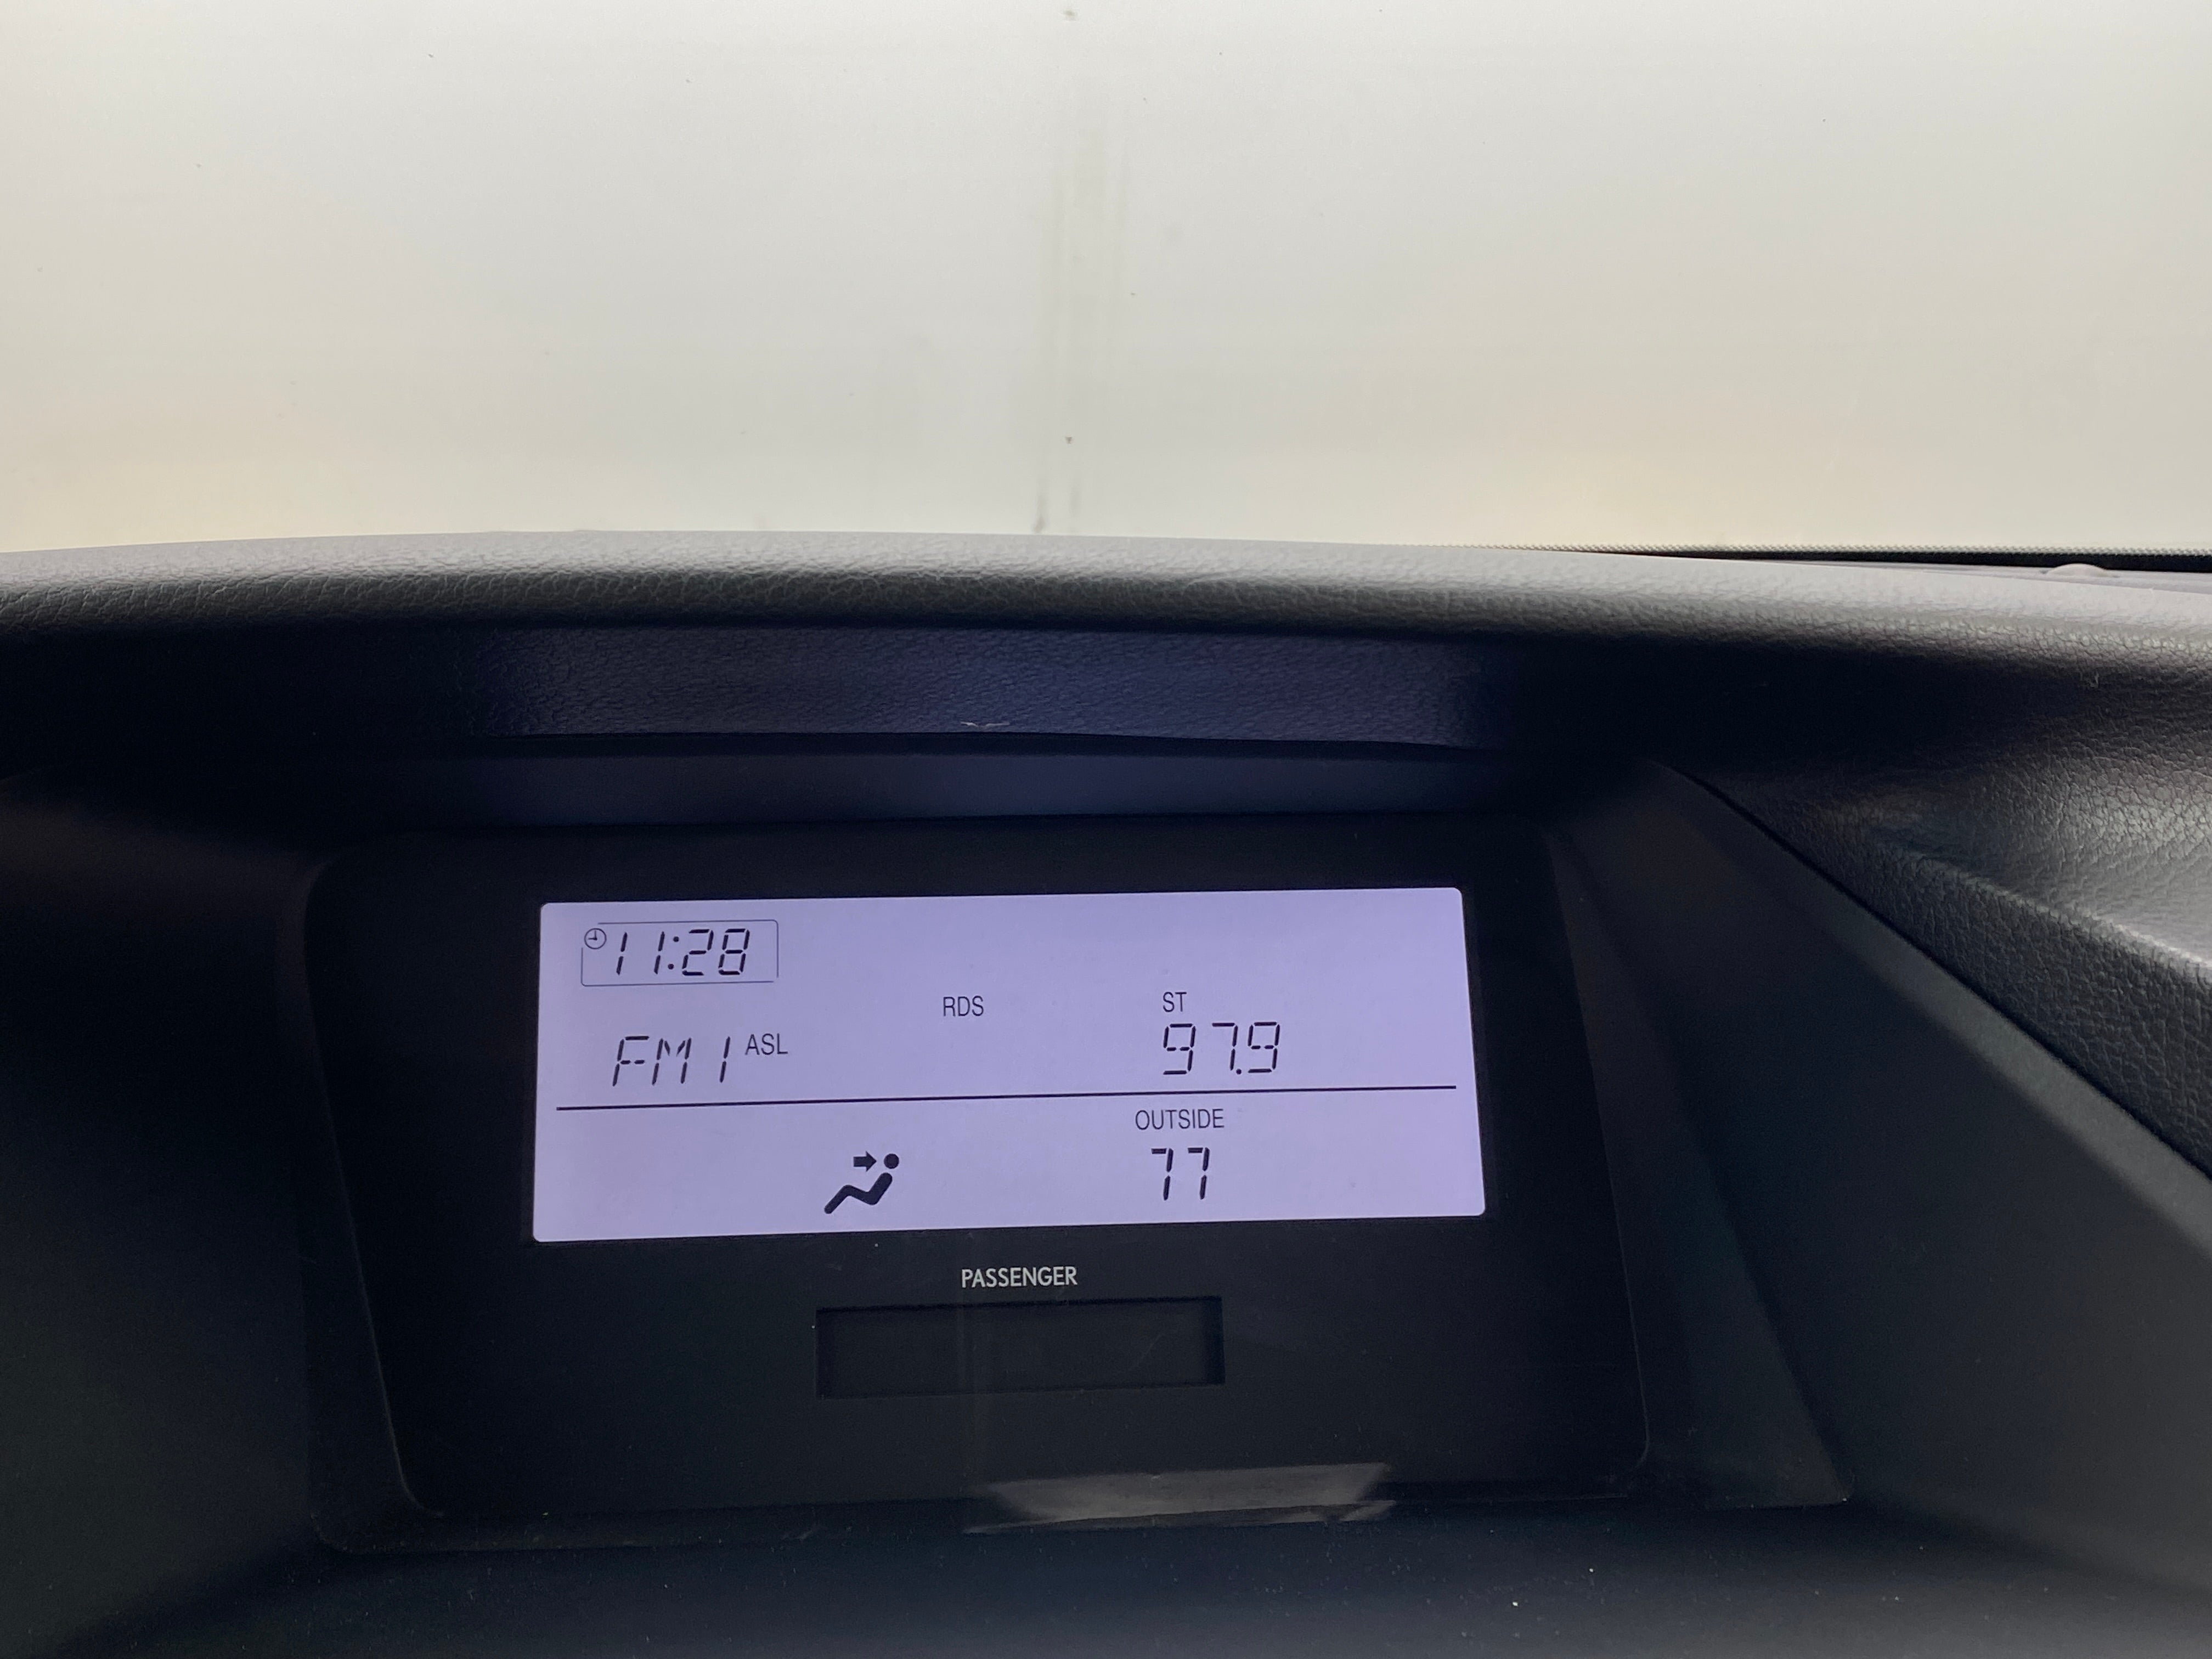 11:28
RDS ST
FM1 ASL 97.9
OUTSIDE
77
PASSENGER